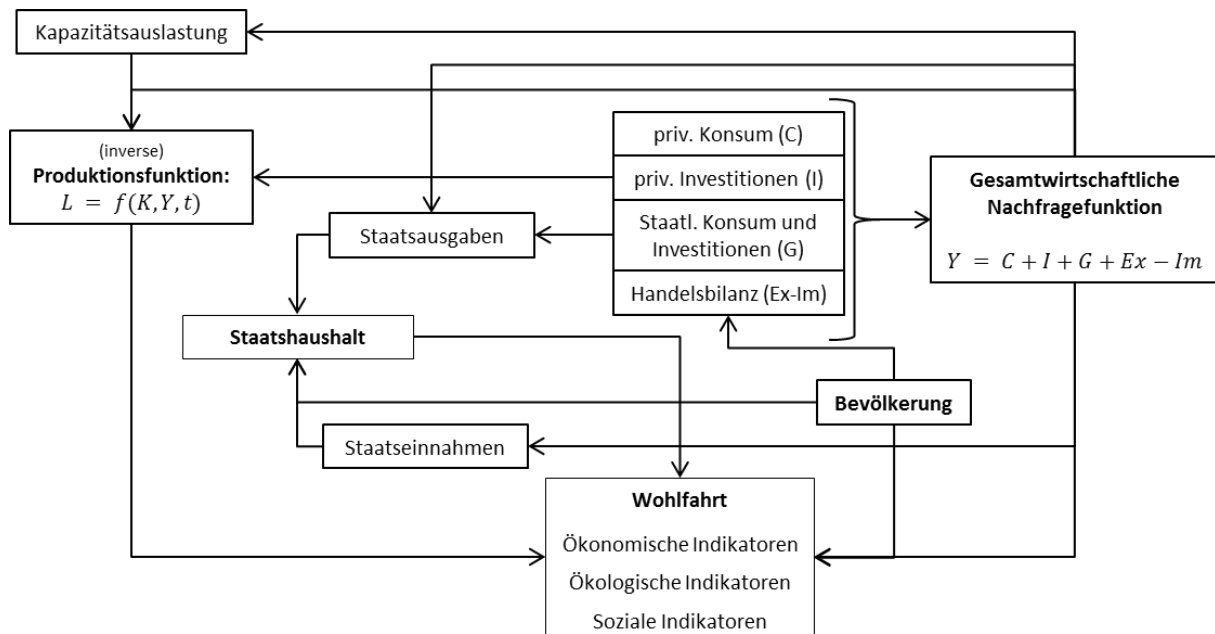 Kapazitätsauslastung
(inverse)
Produktionsfunktion:
L = f(K, Y, t)
priv. Konsum (C)
priv. Investitionen (I)
Staatl. Konsum und
Investitionen (G)
Handelsbilanz (Ex-Im)
Gesamtwirtschaftliche
Nachfragefunktion
Y = C + I + G + Ex − Im
Staatsausgaben
Staatshaushalt
Bevölkerung
Staatseinnahmen
Wohlfahrt
Ökonomische Indikatoren
Ökologische Indikatoren
Soziale Indikatoren